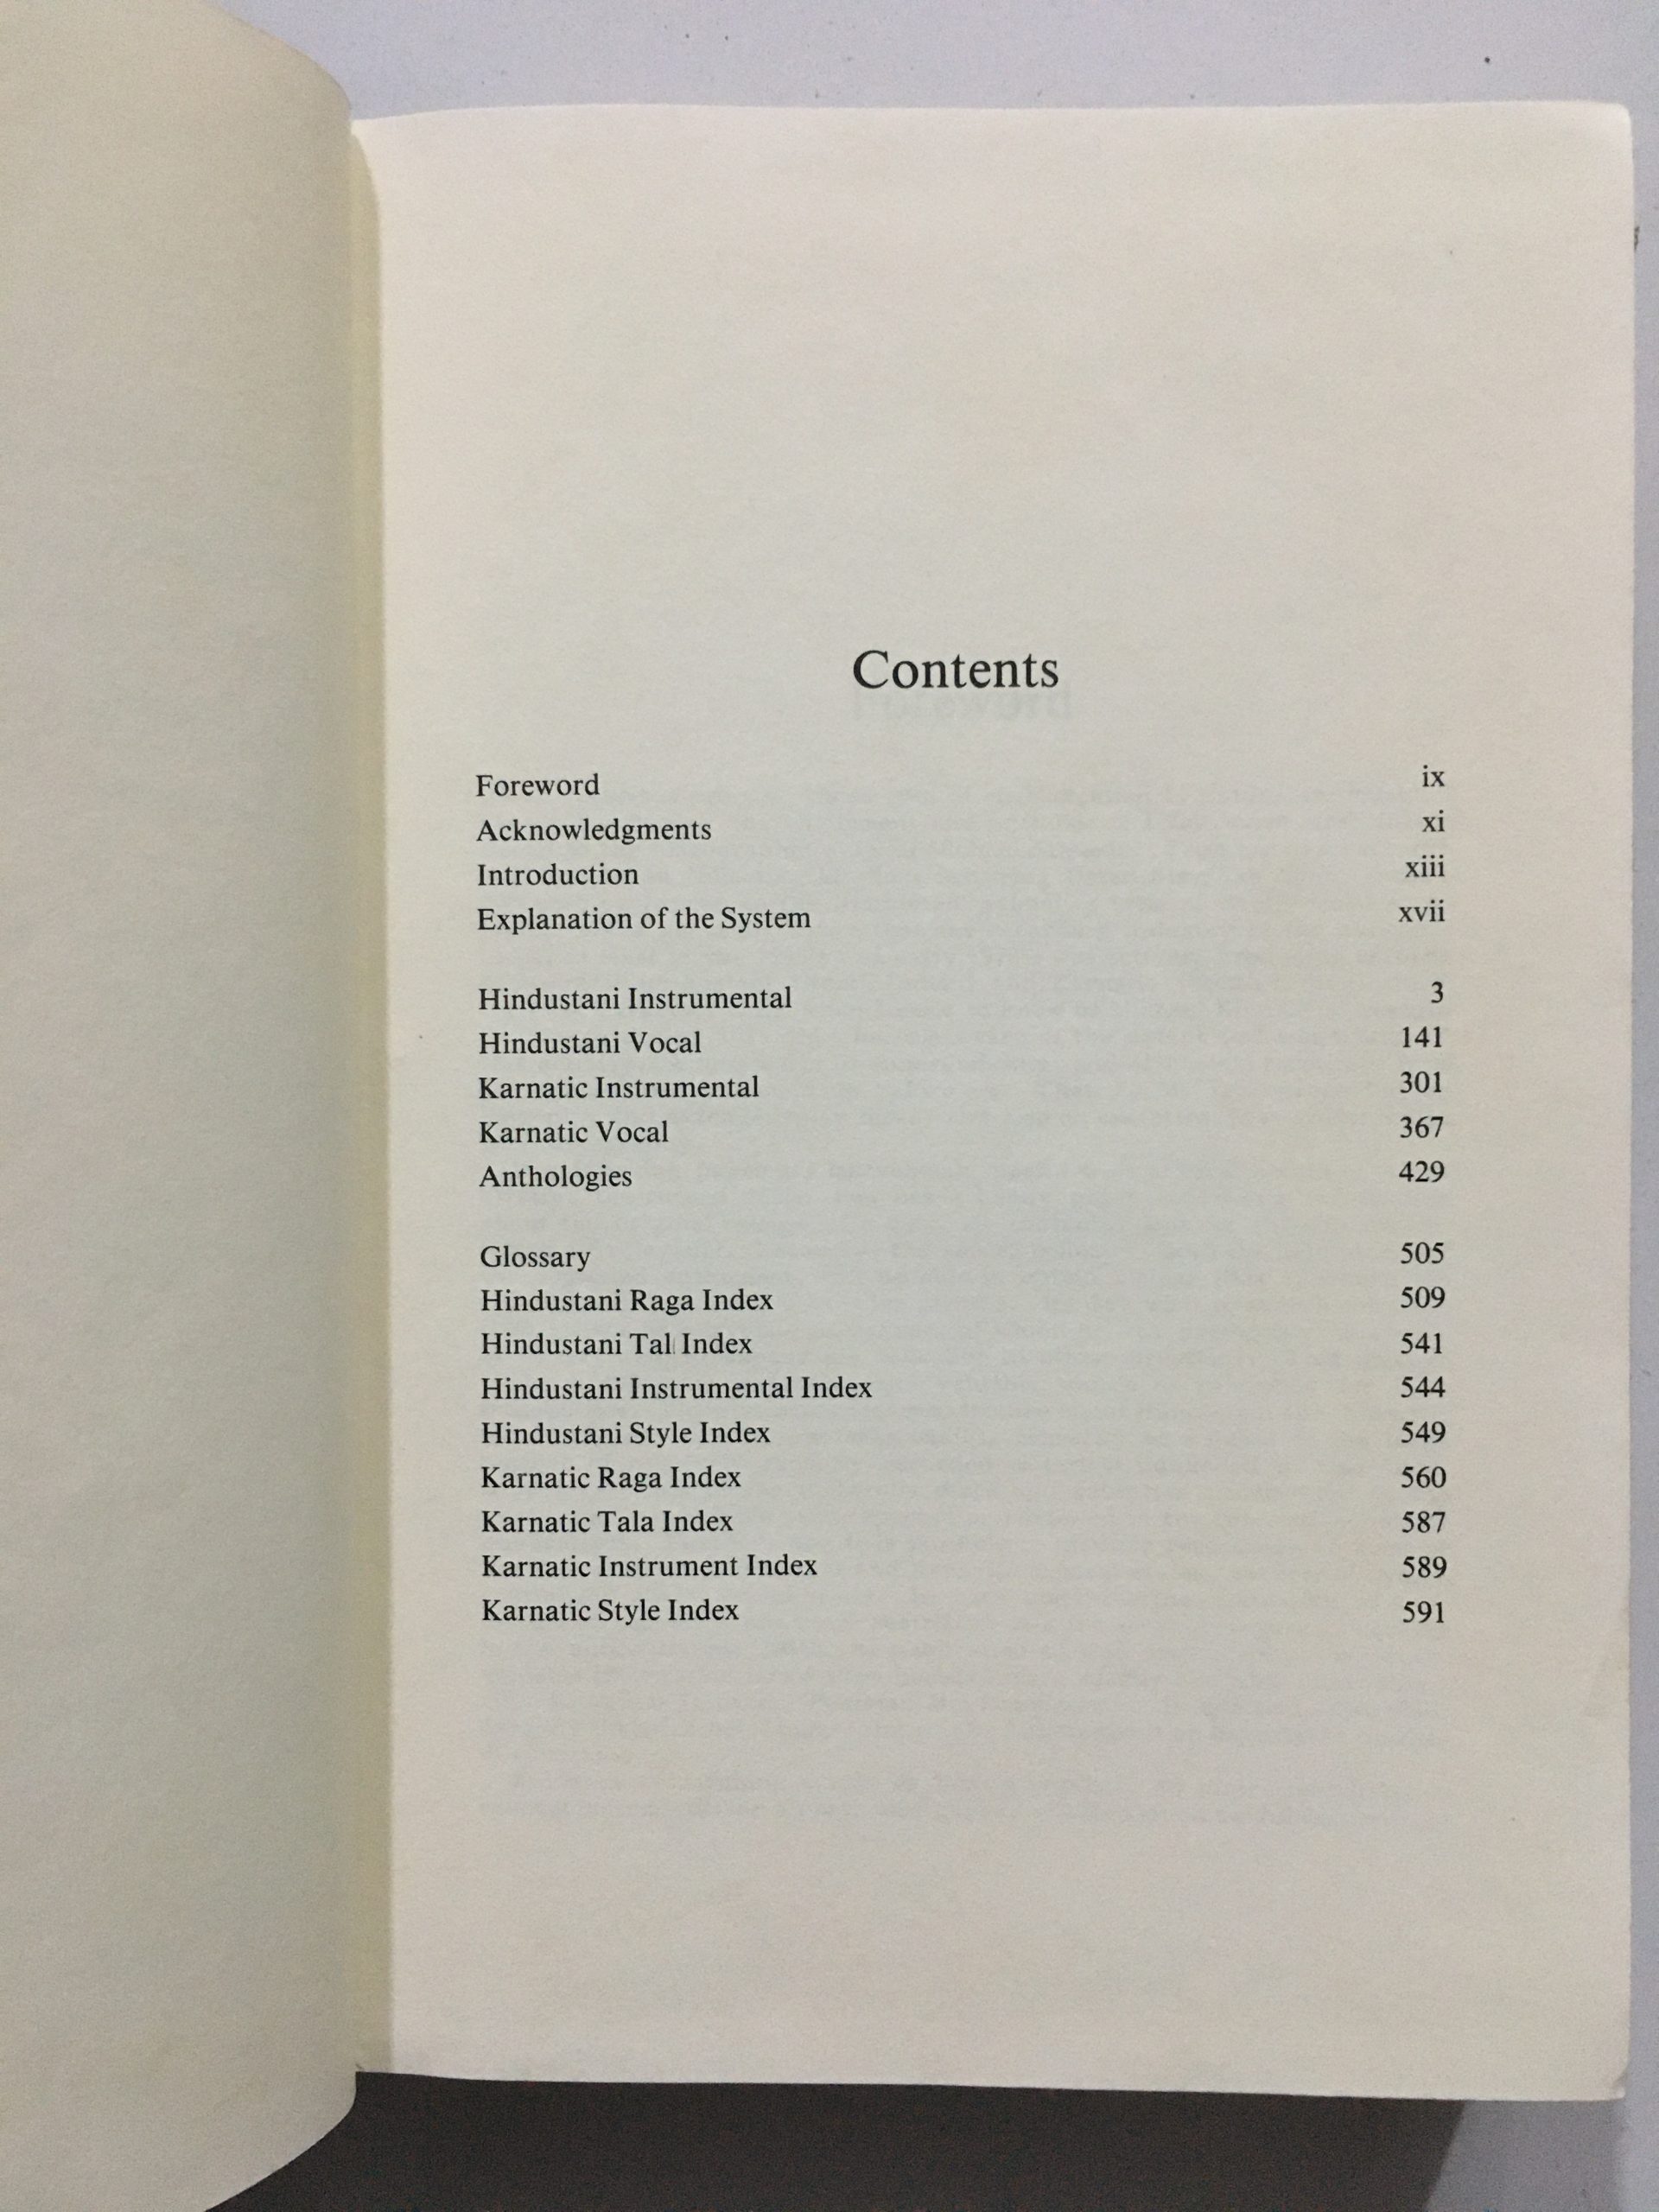 Contents
Foreword ix
Acknowledgments xi
Introduction xiii
Explanation of the System xvii
Hindustani Instrumental 3
Hindustani Vocal 141
Karnatic Instrumental 301
Karnatic Vocal 367
Anthologies 429
Glossary 505
Hindustani Raga Index 509
Hindustani Tal Index 541
Hindustani Instrumental Index 544
Hindustani Style Index 549
Karnatic Raga Index 560
Karnatic Tala Index 587
Karnatic Instrument Index 589
Karnatic Style Index 591